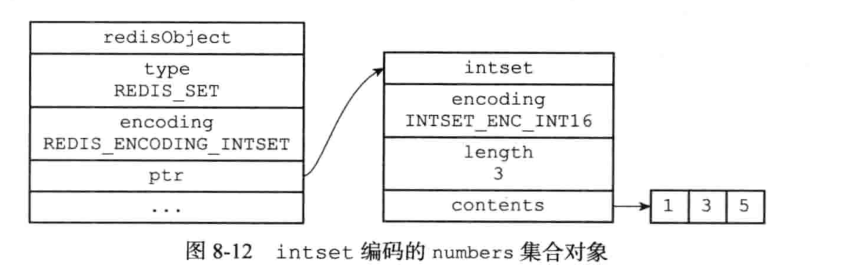 redisObject
type
REDIS_SET
encoding
REDIS_ENCODING_INTSET
ptr
...
intset
encoding
INTSET_ENC_INT16
length
3
contents
1 3 5
图 8-12 intset 编码的 numbers 集合对象